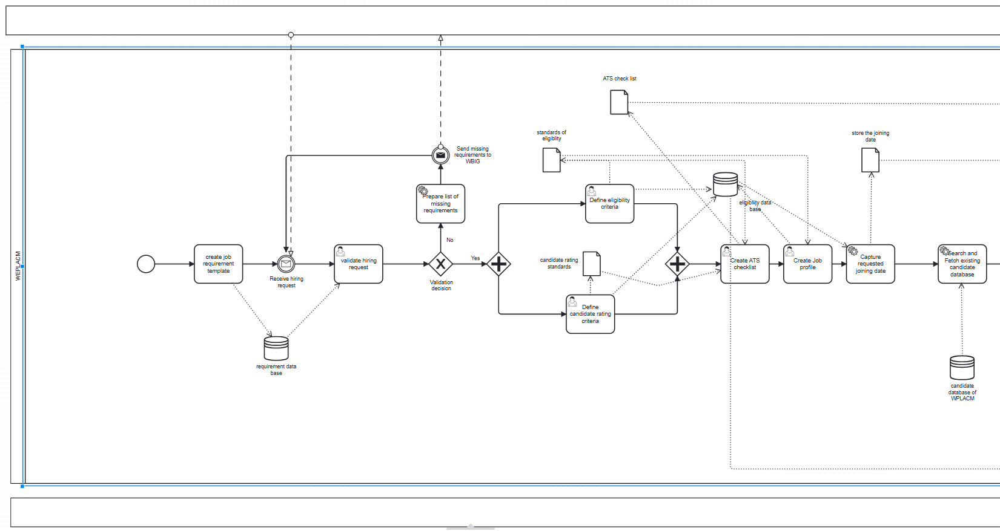 WEPLACM
create job
requirement
template
Receive hiring
request
requirement data
base
validate hiring
request
Send missing
requirements to
WBIG
Prepare list of
missing
requirements
No
Yes
Validation
decision
ATS check list
standards of
eligiblity
Define eligibility
criteria
candidate rating
standards
Define
candidate rating
criteria
eligibility data
base
Create ATS
checklist
Create Job
profile
store the joining
date
Capture
requested
joining date
Search and
Fetch existing
candidate
database
candidate
database of
WPLACM